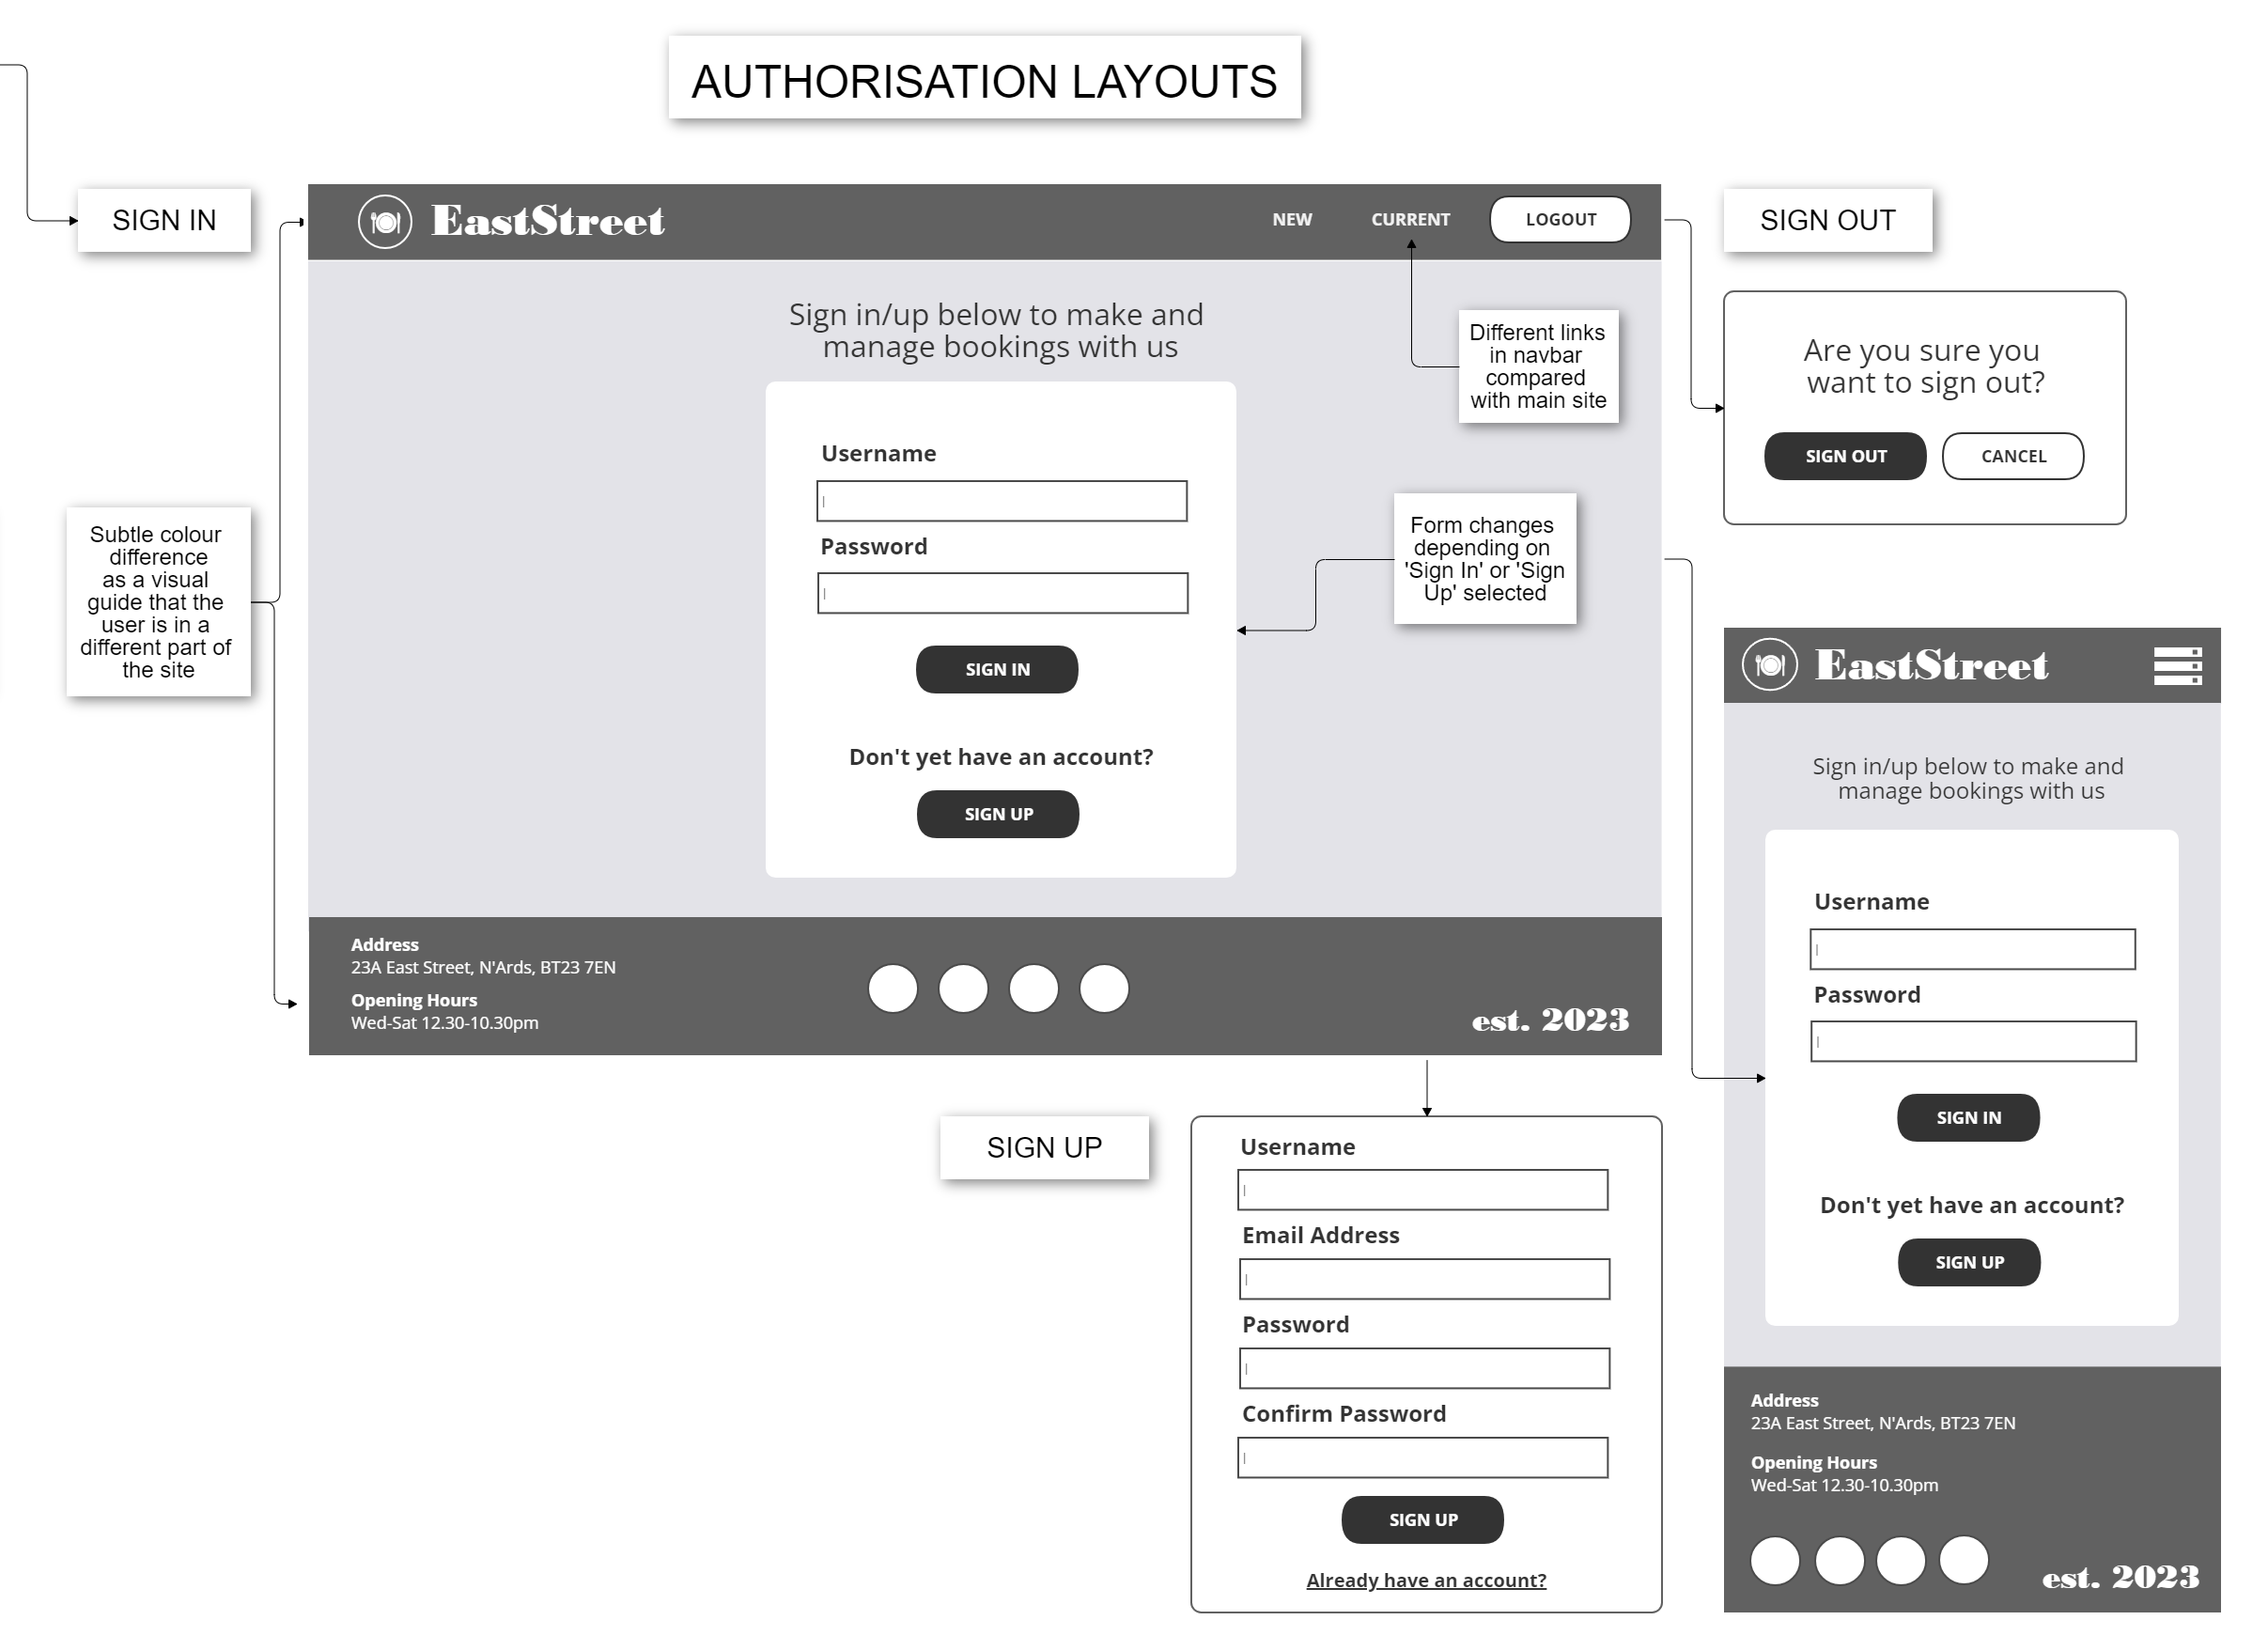 AUTHORISATION LAYOUTS
SIGN IN
EastStreet
NEW
CURRENT
LOGOUT
SIGN OUT
Sign in/up below to make and
manage bookings with us
Different links
in navbar
compared
with main site
Are you sure you
want to sign out?
SIGN OUT
CANCEL
Username
Password
SIGN IN
Don't yet have an account?
SIGN UP
Form changes
depending on
'Sign In' or 'Sign
Up' selected
Subtle colour
difference
as a visual
guide that the
user is in a
different part of
the site
Address
23A East Street, N'Ards, BT23 7EN
Opening Hours
Wed-Sat 12.30-10.30pm
est. 2023
EastStreet
Sign in/up below to make and
manage bookings with us
Username
Password
SIGN IN
Don't yet have an account?
SIGN UP
Address
23A East Street, N'Ards, BT23 7EN
Opening Hours
Wed-Sat 12.30-10.30pm
est. 2023
SIGN UP
Username
Email Address
Password
Confirm Password
SIGN UP
Already have an account?